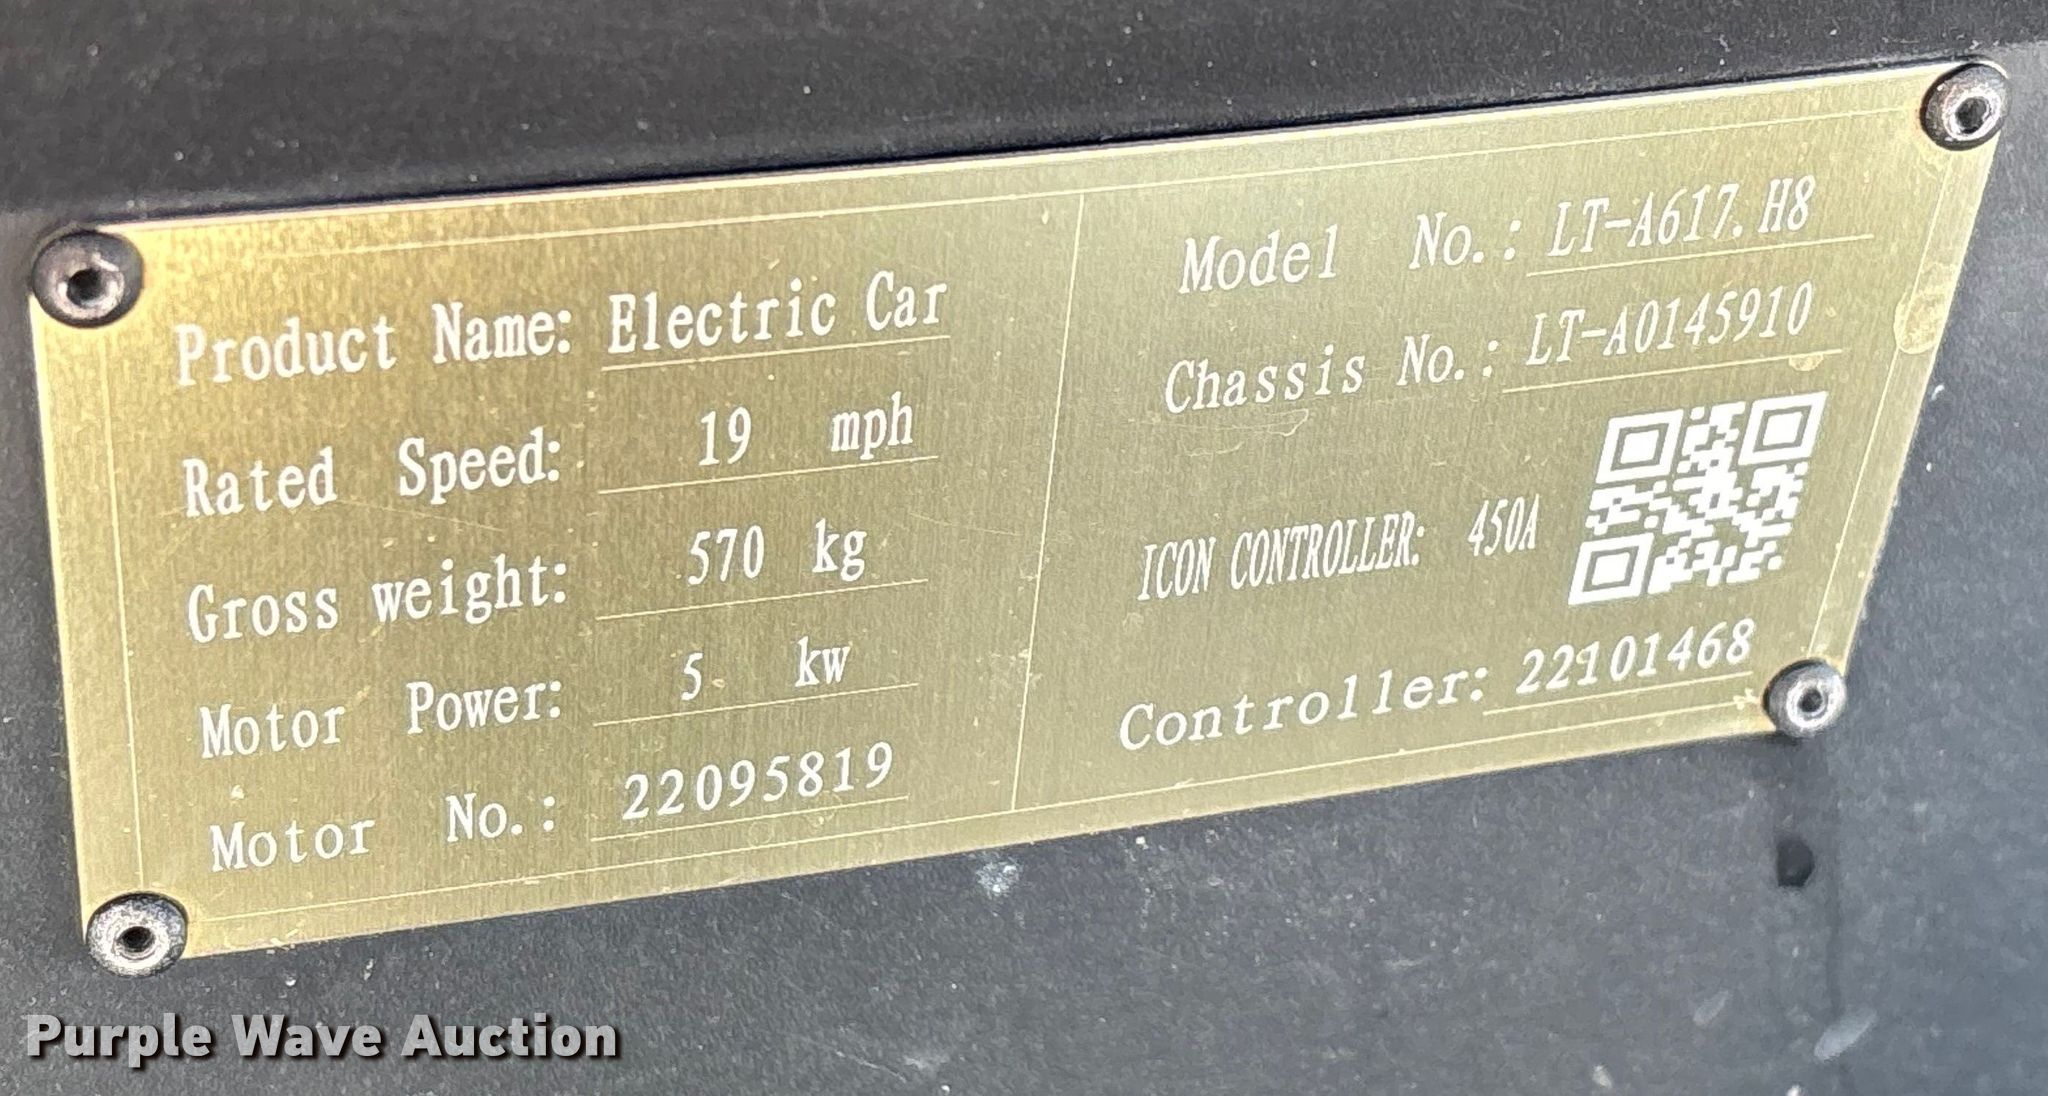 Product Name: Electric Car
Rated Speed: 19 mph
Gross weight: 570 kg
Motor Power: 5 kw
Motor No.: 22095819
Model No.: LT-A617.H8
Chassis No.: LT-A0145910
ICON CONTROLLER: 450A
Controller: 22101468
Purple Wave Auction